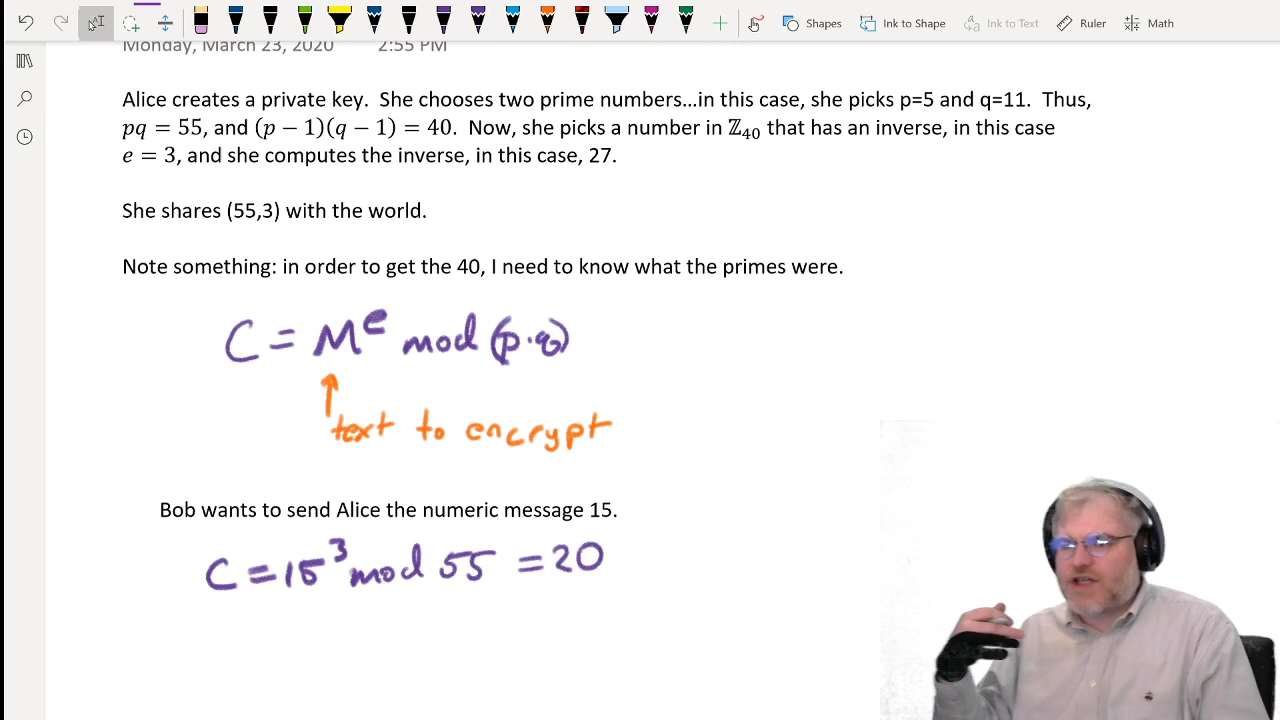 Shapes Ink to Shape Ink to Text Ruler Math
Monday, March 23, 2020 2:55 PM
Alice creates a private key. She chooses two prime numbers...in this case, she picks p=5 and q=11. Thus,
𝑝𝑞 = 55, and (𝑝 − 1)(𝑞 − 1) = 40. Now, she picks a number in ℤ₄₀ that has an inverse, in this case
𝑒 = 3, and she computes the inverse, in this case, 27.
She shares (55,3) with the world.
Note something: in order to get the 40, I need to know what the primes were.
C = Mᵉ mod (p·q)
text to encrypt
Bob wants to send Alice the numeric message 15.
C = 15³ mod 55 = 20